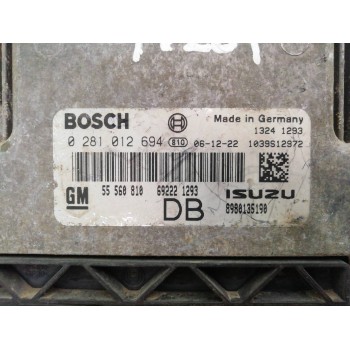 BOSCH
Made in Germany
1324 1293
0 281 012 694 810 06-12-22 1039S12972
GM 55 560 810 69222 1293 ISUZU
DB 8980135190